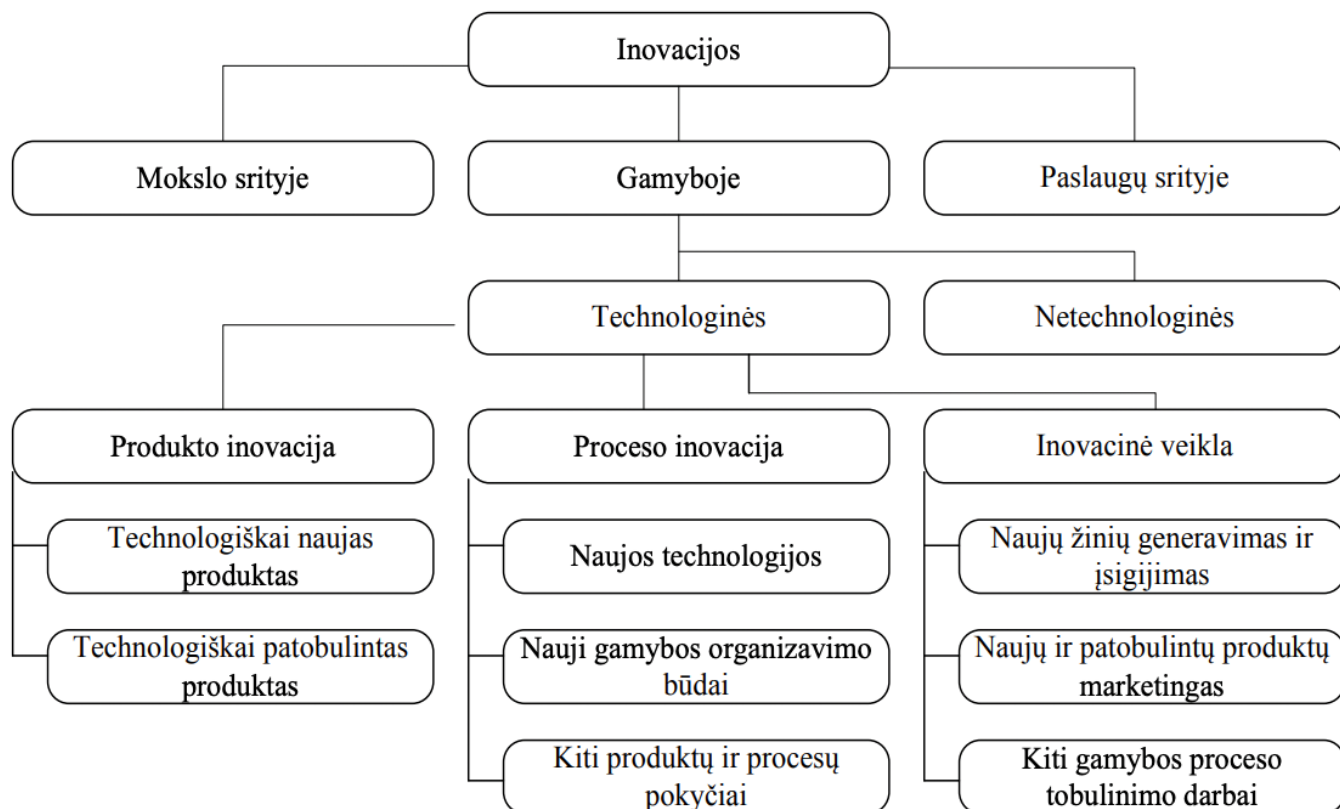 Inovacijos
Mokslo srityje
Gamyboje
Paslaugų srityje
Technologinės
Netechnologinės
Produkto inovacija
Proceso inovacija
Inovacinė veikla
Technologiškai naujas
produktas
Naujos technologijos
Naujų žinių generavimas ir
įsigijimas
Technologiškai patobulintas
produktas
Nauji gamybos organizavimo
būdai
Naujų ir patobulintų produktų
marketingas
Kiti produktų ir procesų
pokyčiai
Kiti gamybos proceso
tobulinimo darbai